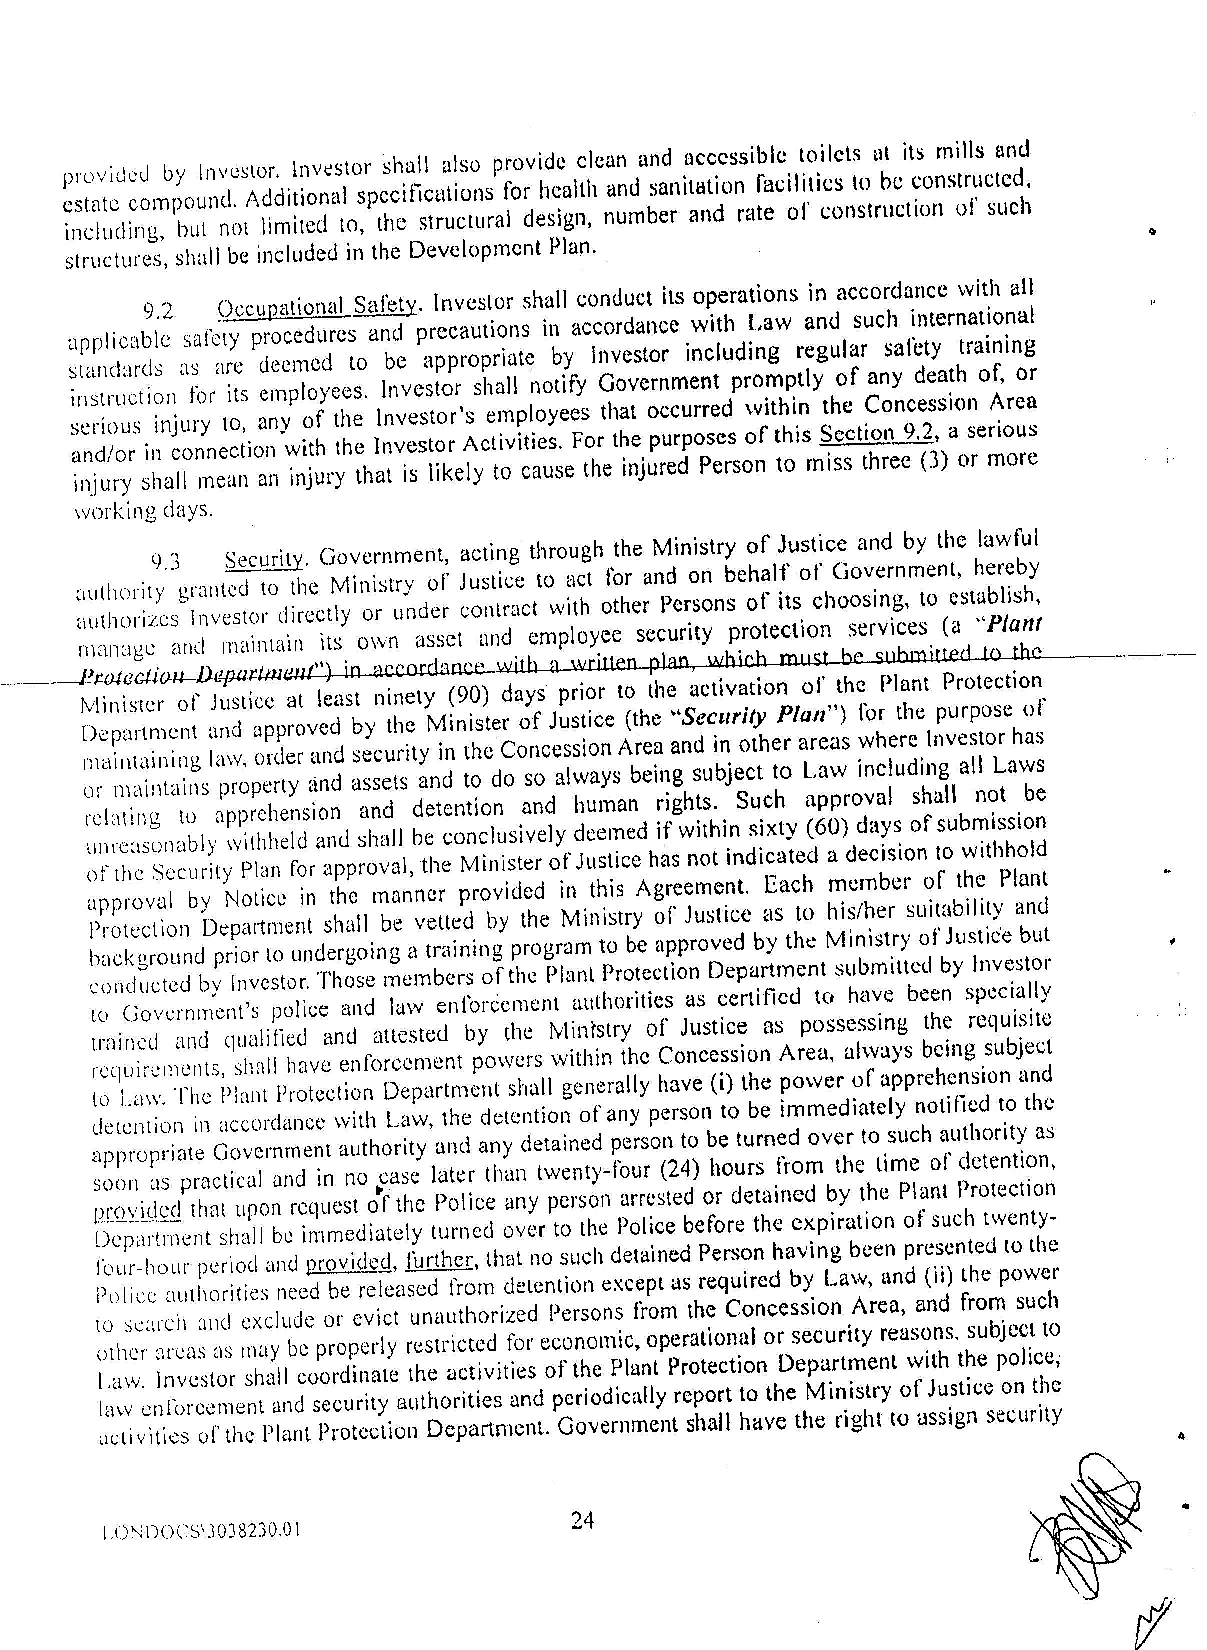 provided by Investor. Investor shall also provide clean and accessible toilets at its mills and
estate compound. Additional specifications for health and sanitation facilities to be constructed,
including, but not limited to, the structural design, number and rate of construction of such
structures, shall be included in the Development Plan.
9.2 Occupational Safety. Investor shall conduct its operations in accordance with all
applicable safety procedures and precautions in accordance with Law and such international
standards as are deemed to be appropriate by Investor including regular safety training
instruction for its employees. Investor shall notify Government promptly of any death of, or
serious injury to, any of the Investor's employees that occurred within the Concession Area
and/or in connection with the Investor Activities. For the purposes of this Section 9.2, a serious
injury shall mean an injury that is likely to cause the injured Person to miss three (3) or more
working days.
9.3 Security. Government, acting through the Ministry of Justice and by the lawful
authority granted to the Ministry of Justice to act for and on behalf of Government, hereby
authorizes Investor directly or under contract with other Persons of its choosing, to establish,
manage and maintain its own asset and employee security protection services (a "Plant
Protection Department") in accordance with a written plan, which must be submitted to the
Minister of Justice at least ninety (90) days prior to the activation of the Plant Protection
Department and approved by the Minister of Justice (the "Security Plan") for the purpose of
maintaining law, order and security in the Concession Area and in other areas where Investor has
or maintains property and assets and to do so always being subject to Law including all Laws
relating to apprehension and detention and human rights. Such approval shall not be
unreasonably withheld and shall be conclusively deemed if within sixty (60) days of submission
of the Security Plan for approval, the Minister of Justice has not indicated a decision to withhold
approval by Notice in the manner provided in this Agreement. Each member of the Plant
Protection Department shall be vetted by the Ministry of Justice as to his/her suitability and
background prior to undergoing a training program to be approved by the Ministry of Justice but
conducted by Investor. Those members of the Plant Protection Department submitted by Investor
to Government's police and law enforcement authorities as certified to have been specially
trained and qualified and attested by the Ministry of Justice as possessing the requisite
requirements, shall have enforcement powers within the Concession Area, always being subject
to Law. The Plant Protection Department shall generally have (i) the power of apprehension and
detention in accordance with Law, the detention of any person to be immediately notified to the
appropriate Government authority and any detained person to be turned over to such authority as
soon as practical and in no case later than twenty-four (24) hours from the time of detention,
provided that upon request of the Police any person arrested or detained by the Plant Protection
Department shall be immediately turned over to the Police before the expiration of such twenty-
four-hour period and provided, further, that no such detained Person having been presented to the
Police authorities need be released from detention except as required by Law, and (ii) the power
to search and exclude or evict unauthorized Persons from the Concession Area, and from such
other areas as may be properly restricted for economic, operational or security reasons, subject to
Law. Investor shall coordinate the activities of the Plant Protection Department with the police,
law enforcement and security authorities and periodically report to the Ministry of Justice on the
activities of the Plant Protection Department. Government shall have the right to assign security
LONDOCS\3038230.01
24